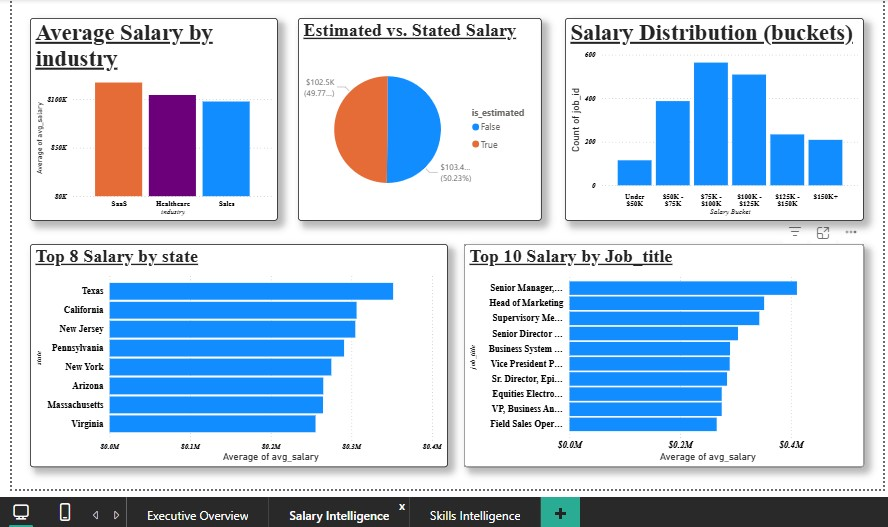 Average Salary by
industry
Average of avg_salary
$100K
$50K
$0K
SaaS
Healthcare
Sales
industry
Estimated vs. Stated Salary
$102.5K
(49.77...)
$103.4...
(50.23%)
is_estimated
False
True
Salary Distribution (buckets)
Count of job_id
600
400
200
0
Under
$50K
$50K -
$75K
$75K -
$100K
$100K -
$125K
$125K -
$150K
$150K+
Salary Bucket
Top 8 Salary by state
state
Texas
California
New Jersey
Pennsylvania
New York
Arizona
Massachusetts
Virginia
$0.0M
$0.1M
$0.2M
$0.3M
$0.4M
Average of avg_salary
Top 10 Salary by Job_title
job_title
Senior Manager,...
Head of Marketing
Supervisory Me...
Senior Director ...
Business System ...
Vice President P...
Sr. Director, Epi...
Equities Electro...
VP, Business An...
Field Sales Oper...
$0.0M
$0.2M
$0.4M
Average of avg_salary
Executive Overview
Salary Intelligence
x
Skills Intelligence
+